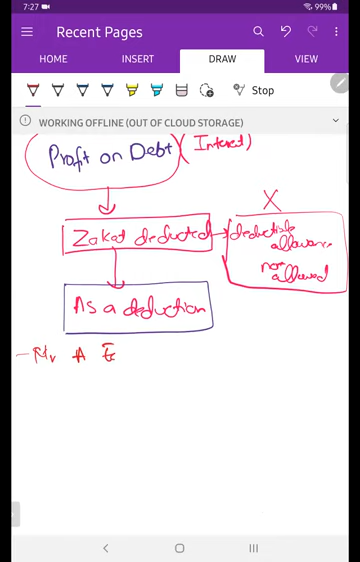 7:27
99%
Recent Pages
HOME INSERT DRAW VIEW
Stop
WORKING OFFLINE (OUT OF CLOUD STORAGE)
Profit on Debt (Interest)
X
Zakat deducted → deductible
allowance
not
allowed
As a deduction
- Mr A E